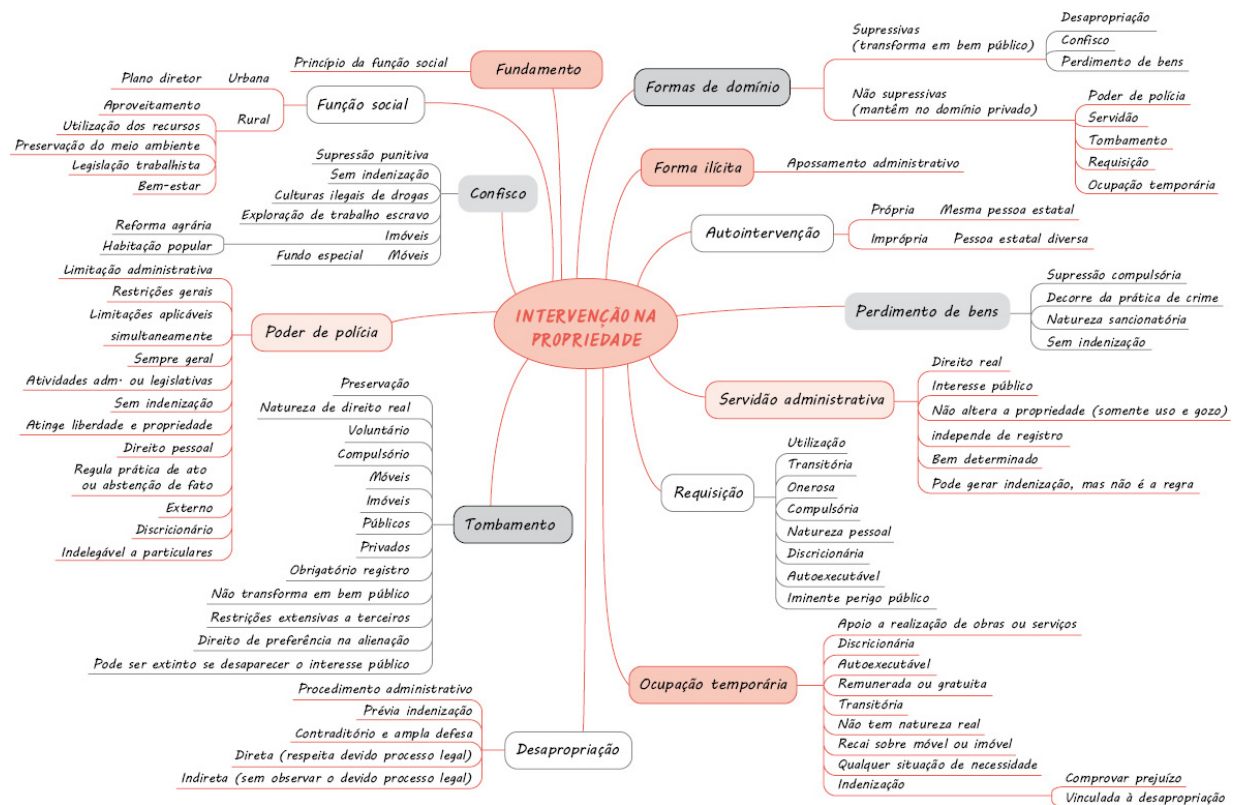 INTERVENÇÃO NA
PROPRIEDADE
Fundamento
Princípio da função social
Função social
Urbana
Plano diretor
Rural
Aproveitamento
Utilização dos recursos
Preservação do meio ambiente
Legislação trabalhista
Bem-estar
Confisco
Supressão punitiva
Sem indenização
Culturas ilegais de drogas
Exploração de trabalho escravo
Imóveis
Reforma agrária
Habitação popular
Móveis
Fundo especial
Poder de polícia
Limitação administrativa
Restrições gerais
Limitações aplicáveis
simultaneamente
Sempre geral
Atividades adm. ou legislativas
Sem indenização
Atinge liberdade e propriedade
Direito pessoal
Regula prática de ato
ou abstenção de fato
Externo
Discricionário
Indelegável a particulares
Tombamento
Preservação
Natureza de direito real
Voluntário
Compulsório
Móveis
Imóveis
Públicos
Privados
Obrigatório registro
Não transforma em bem público
Restrições extensivas a terceiros
Direito de preferência na alienação
Pode ser extinto se desaparecer o interesse público
Desapropriação
Procedimento administrativo
Prévia indenização
Contraditório e ampla defesa
Direta (respeita devido processo legal)
Indireta (sem observar o devido processo legal)
Formas de domínio
Supressivas
(transforma em bem público)
Desapropriação
Confisco
Perdimento de bens
Não supressivas
(mantêm no domínio privado)
Poder de polícia
Servidão
Tombamento
Requisição
Ocupação temporária
Forma ilícita
Apossamento administrativo
Autointervenção
Própria
Mesma pessoa estatal
Imprópria
Pessoa estatal diversa
Perdimento de bens
Supressão compulsória
Decorre da prática de crime
Natureza sancionatória
Sem indenização
Servidão administrativa
Direito real
Interesse público
Não altera a propriedade (somente uso e gozo)
independe de registro
Bem determinado
Pode gerar indenização, mas não é a regra
Requisição
Utilização
Transitória
Onerosa
Compulsória
Natureza pessoal
Discricionária
Autoexecutável
Iminente perigo público
Ocupação temporária
Apoio a realização de obras ou serviços
Discricionária
Autoexecutável
Remunerada ou gratuita
Transitória
Não tem natureza real
Recai sobre móvel ou imóvel
Qualquer situação de necessidade
Indenização
Comprovar prejuízo
Vinculada à desapropriação